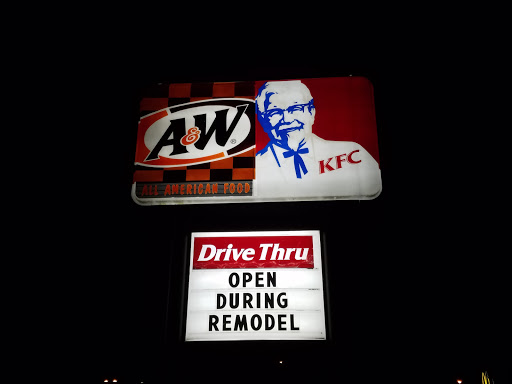 A&W®
ALL AMERICAN FOOD
KFC
Drive Thru
OPEN
DURING
REMODEL